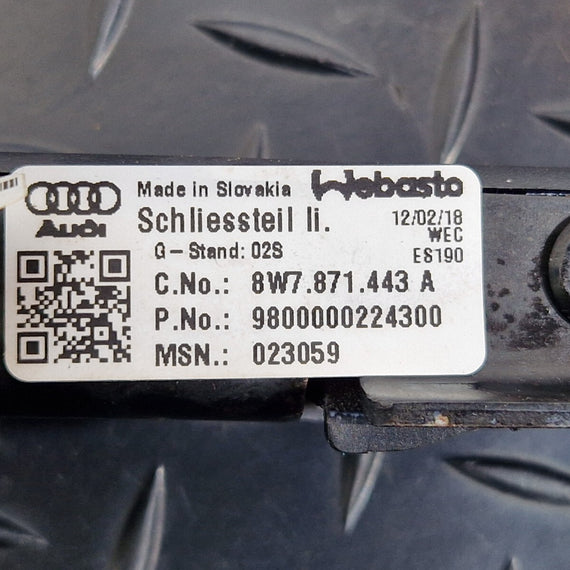 Made in Slovakia Webasto
Audi Schliessteil li. 12/02/18
WEC
G-Stand: 02S ES190
C.No.: 8W7.871.443 A
P.No.: 9800000224300
MSN.: 023059